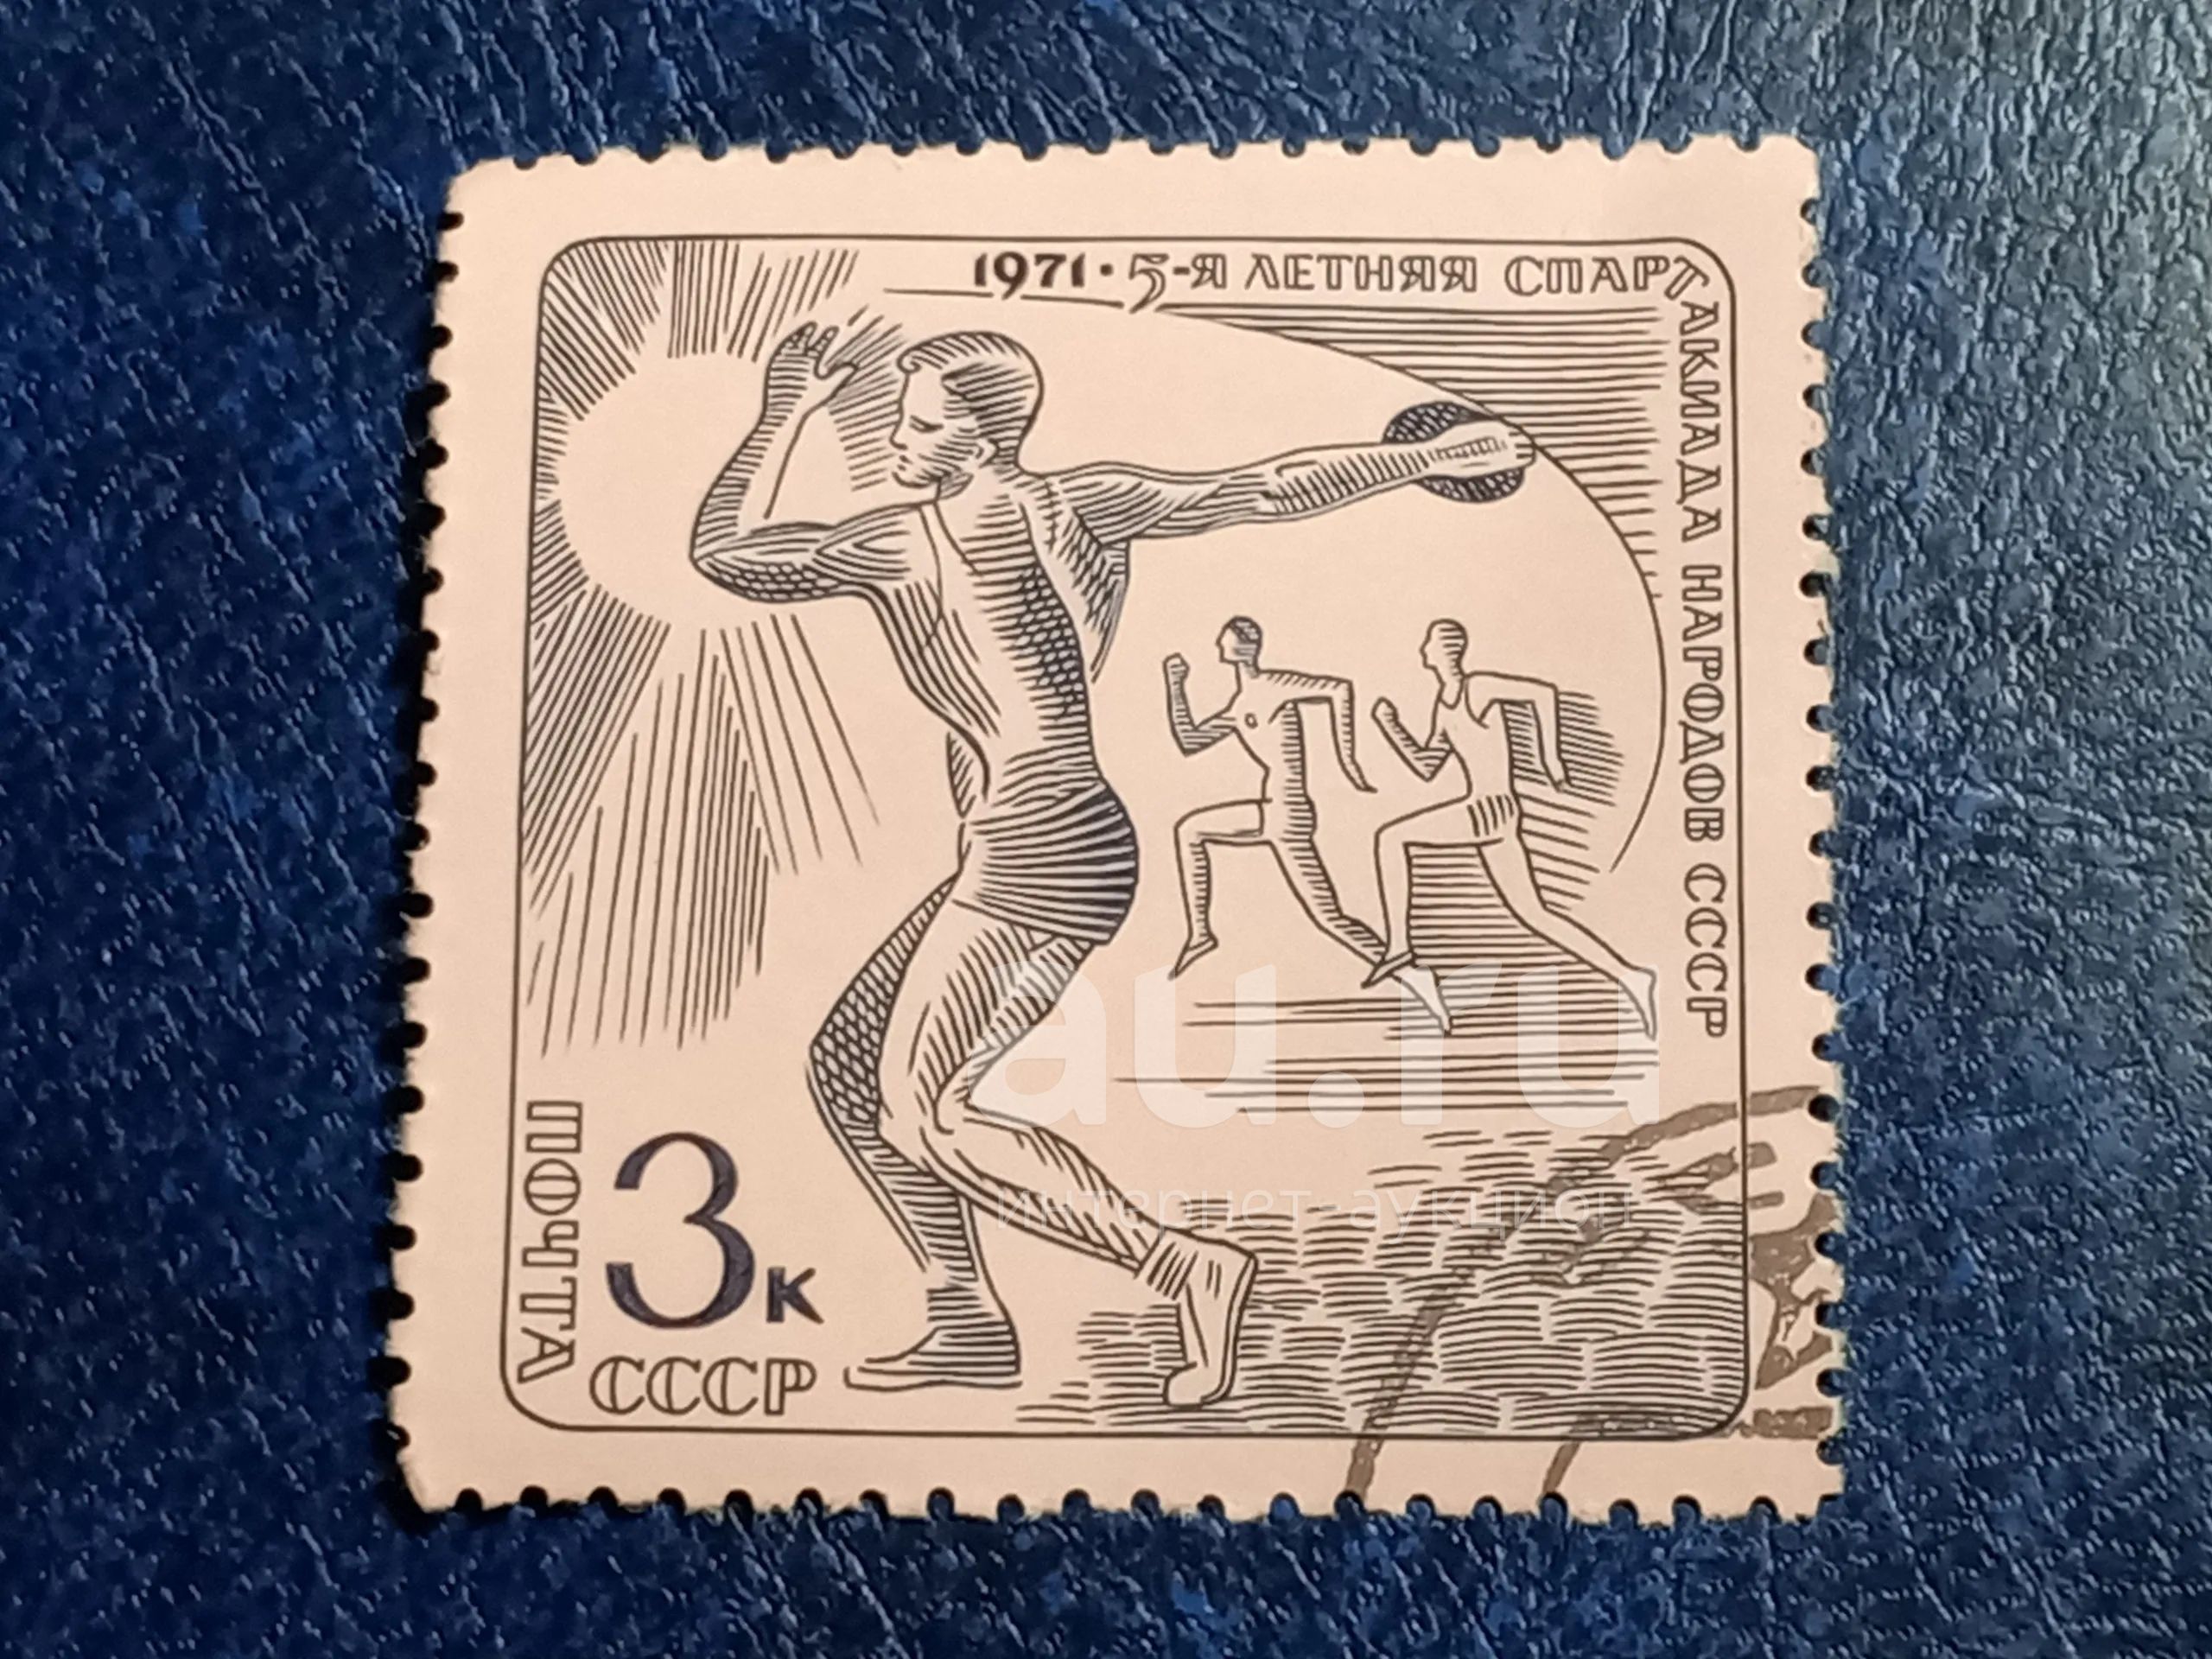 1971 · 5-Я ЛЕТНЯЯ СПАРТАКИАДА НАРОДОВ СССР
ПОЧТА
3к
СССР
au.ru
интернет-аукцион